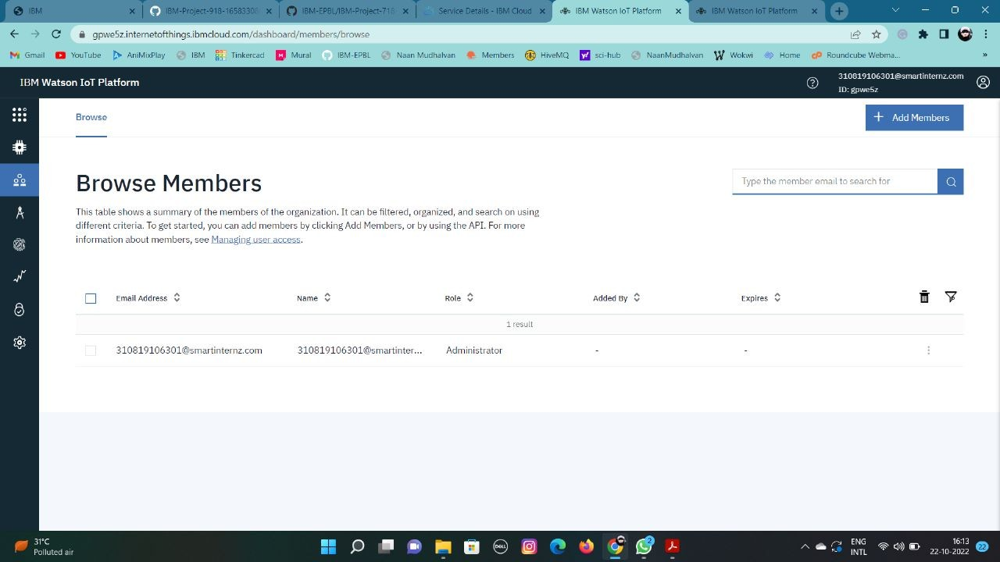 IBM
IBM-Project-918-16583308
IBM-EPBL/IBM-Project-718
Service Details - IBM Cloud
IBM Watson IoT Platform
IBM Watson IoT Platform
gpwe5z.internetofthings.ibmcloud.com/dashboard/members/browse
Gmail YouTube AniMixPlay IBM Tinkercad Mural IBM-EPBL Naan Mudhalvan Members HiveMQ sci-hub NaanMudhalvan Wokwi Home Roundcube Webma... »
IBM Watson IoT Platform
310819106301@smartinternz.com
ID: gpwe5z
Browse
Add Members
Browse Members
Type the member email to search for
This table shows a summary of the members of the organization. It can be filtered, organized, and search on using
different criteria. To get started, you can add members by clicking Add Members, or by using the API. For more
information about members, see Managing user access.
Email Address Name Role Added By Expires
1 result
310819106301@smartinternz.com 310819106301@smartinter... Administrator - -
31°C
Polluted air
DELL
2
ENG
INTL
16:13
22-10-2022
22